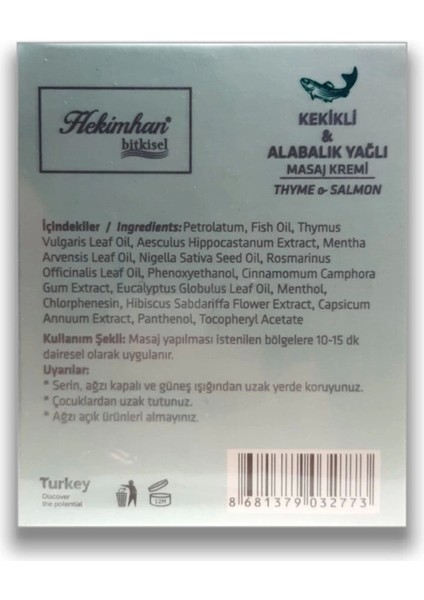 Hekimhan®
bitkisel
KEKİKLİ
&
ALABALIK YAĞLI
MASAJ KREMİ
THYME & SALMON
İçindekiler / Ingredients: Petrolatum, Fish Oil, Thymus
Vulgaris Leaf Oil, Aesculus Hippocastanum Extract, Mentha
Arvensis Leaf Oil, Nigella Sativa Seed Oil, Rosmarinus
Officinalis Leaf Oil, Phenoxyethanol, Cinnamomum Camphora
Gum Extract, Eucalyptus Globulus Leaf Oil, Menthol,
Chlorphenesin, Hibiscus Sabdariffa Flower Extract, Capsicum
Annuum Extract, Panthenol, Tocopheryl Acetate
Kullanım Şekli: Masaj yapılması istenilen bölgelere 10-15 dk
dairesel olarak uygulanır.
Uyarılar:
* Serin, ağzı kapalı ve güneş ışığından uzak yerde koruyunuz.
* Çocuklardan uzak tutunuz.
* Ağzı açık ürünleri almayınız.
Turkey
Discover
the potential
12M
8 681379 032773